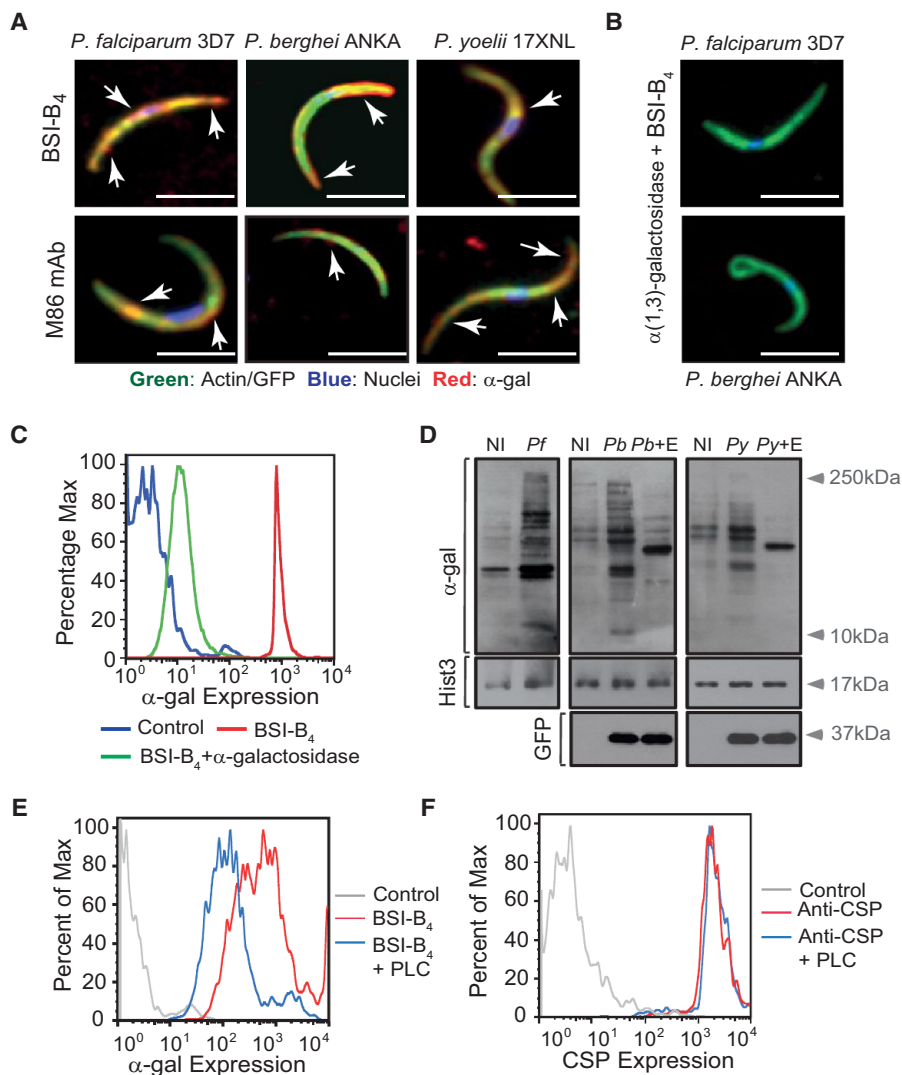 A
P. falciparum 3D7 P. berghei ANKA P. yoelii 17XNL
BSI-B4
M86 mAb
Green: Actin/GFP Blue: Nuclei Red: α-gal
B
P. falciparum 3D7
α(1,3)-galactosidase + BSI-B4
P. berghei ANKA
C
Percentage Max
100
80
60
40
20
0
10^0 10^1 10^2 10^3 10^4
α-gal Expression
Control BSI-B4
BSI-B4+α-galactosidase
D
NI Pf NI Pb Pb+E NI Py Py+E
α-gal
250kDa
10kDa
Hist3
17kDa
GFP
37kDa
E
Percent of Max
100
80
60
40
20
0
10^0 10^1 10^2 10^3 10^4
α-gal Expression
Control
BSI-B4
BSI-B4
+ PLC
F
Percent of Max
100
80
60
40
20
0
10^0 10^1 10^2 10^3 10^4
CSP Expression
Control
Anti-CSP
Anti-CSP
+ PLC